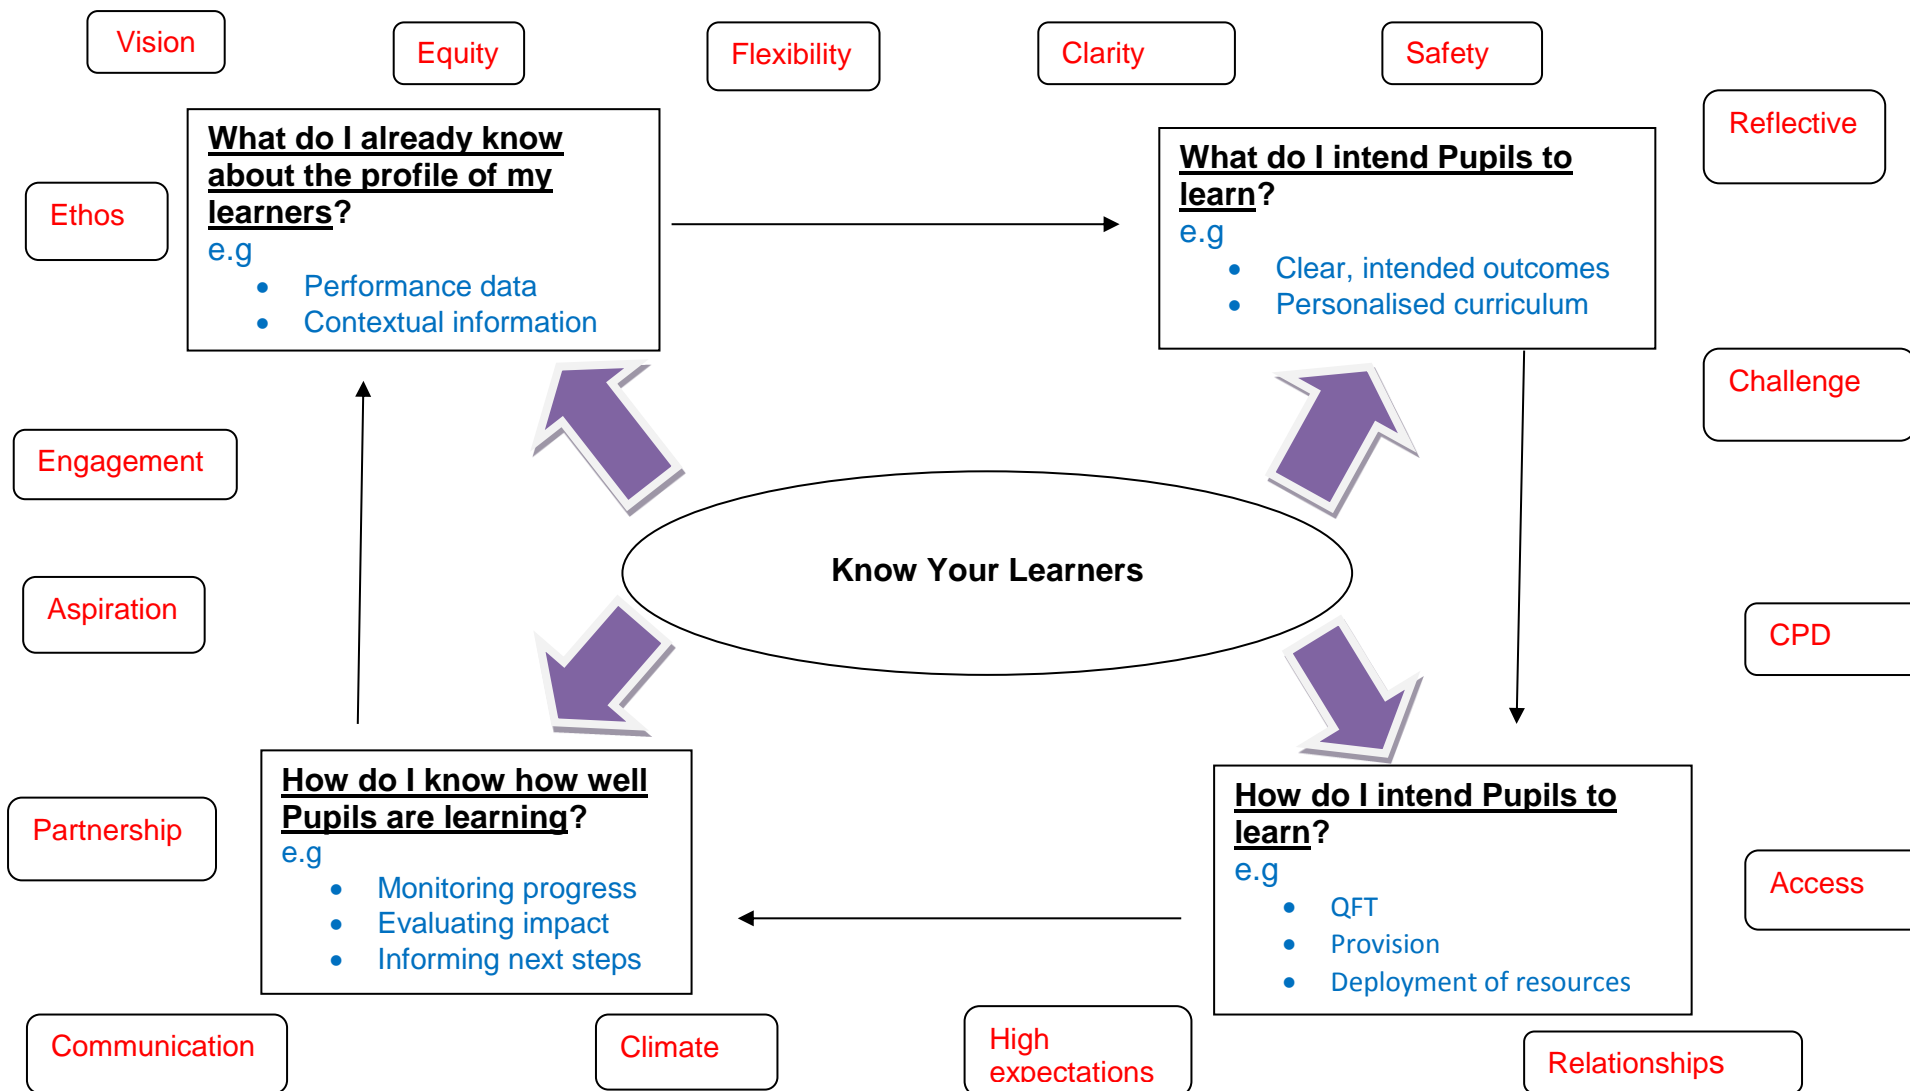 Vision
Equity
Flexibility
Clarity
Safety
Reflective
What do I already know
about the profile of my
learners?
e.g
• Performance data
• Contextual information
What do I intend Pupils to
learn?
e.g
• Clear, intended outcomes
• Personalised curriculum
Ethos
Challenge
Engagement
Know Your Learners
Aspiration
CPD
Partnership
How do I know how well
Pupils are learning?
e.g
• Monitoring progress
• Evaluating impact
• Informing next steps
How do I intend Pupils to
learn?
e.g
• QFT
• Provision
• Deployment of resources
Access
Communication
Climate
High
expectations
Relationships